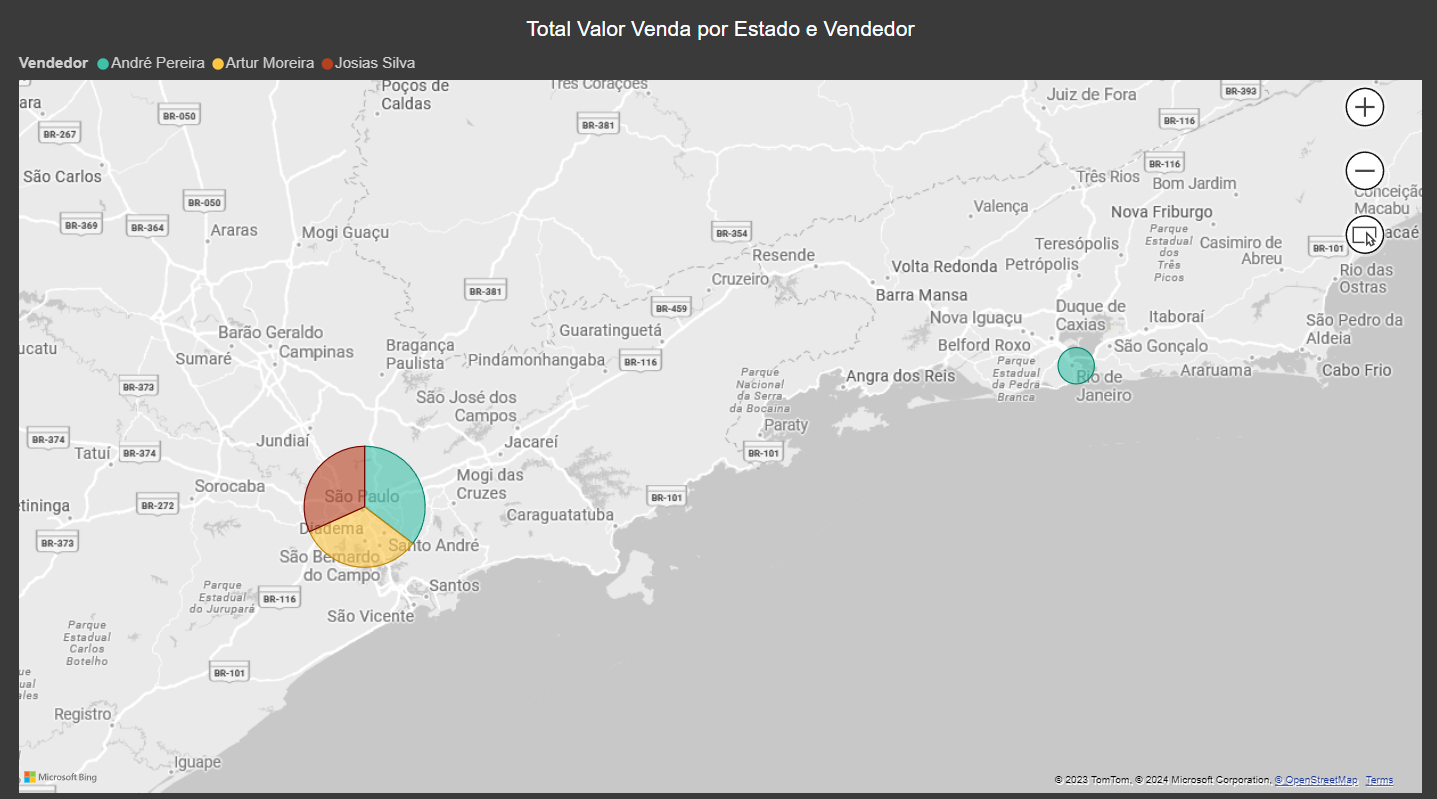 Total Valor Venda por Estado e Vendedor
Vendedor André Pereira Artur Moreira Josias Silva
Poços de
Caldas
Três Corações
Juiz de Fora
BR-393
BR-050
BR-267
BR-381
BR-116
São Carlos
BR-116
Três Rios
Bom Jardim
Conceição
Macabu
BR-050
Valença
Nova Friburgo
BR-369
BR-364
Araras
Mogi Guaçu
BR-354
Parque
Estadual
dos
Três
Picos
Teresópolis
Casimiro de
Abreu
BR-101
acaé
Resende
Volta Redonda
Petrópolis
Cruzeiro
Rio das
Ostras
BR-381
Barra Mansa
BR-459
Duque de
Caxias
Nova Iguaçu
Itaboraí
São Pedro da
Aldeia
Barão Geraldo
Guaratinguetá
ucatu
Sumaré
Campinas
Bragança
Paulista
Pindamonhangaba
BR-116
Belford Roxo
São Gonçalo
Parque
Estadual
da Pedra
Branca
Araruama
Cabo Frio
Parque
Nacional
da Serra
da Bocaina
Angra dos Reis
Rio de
Janeiro
BR-373
São José dos
Campos
Paraty
BR-374
Jundiaí
Jacareí
Tatuí
BR-374
BR-101
Mogi das
Cruzes
Sorocaba
São Paulo
BR-101
etininga
BR-272
Caraguatatuba
Diadema
BR-373
Santo André
São Bernardo
do Campo
Parque
Estadual
do Jurupará
BR-116
Santos
São Vicente
Parque
Estadual
Carlos
Botelho
BR-101
Registro
Iguape
Microsoft Bing
© 2023 TomTom, © 2024 Microsoft Corporation, © OpenStreetMap Terms